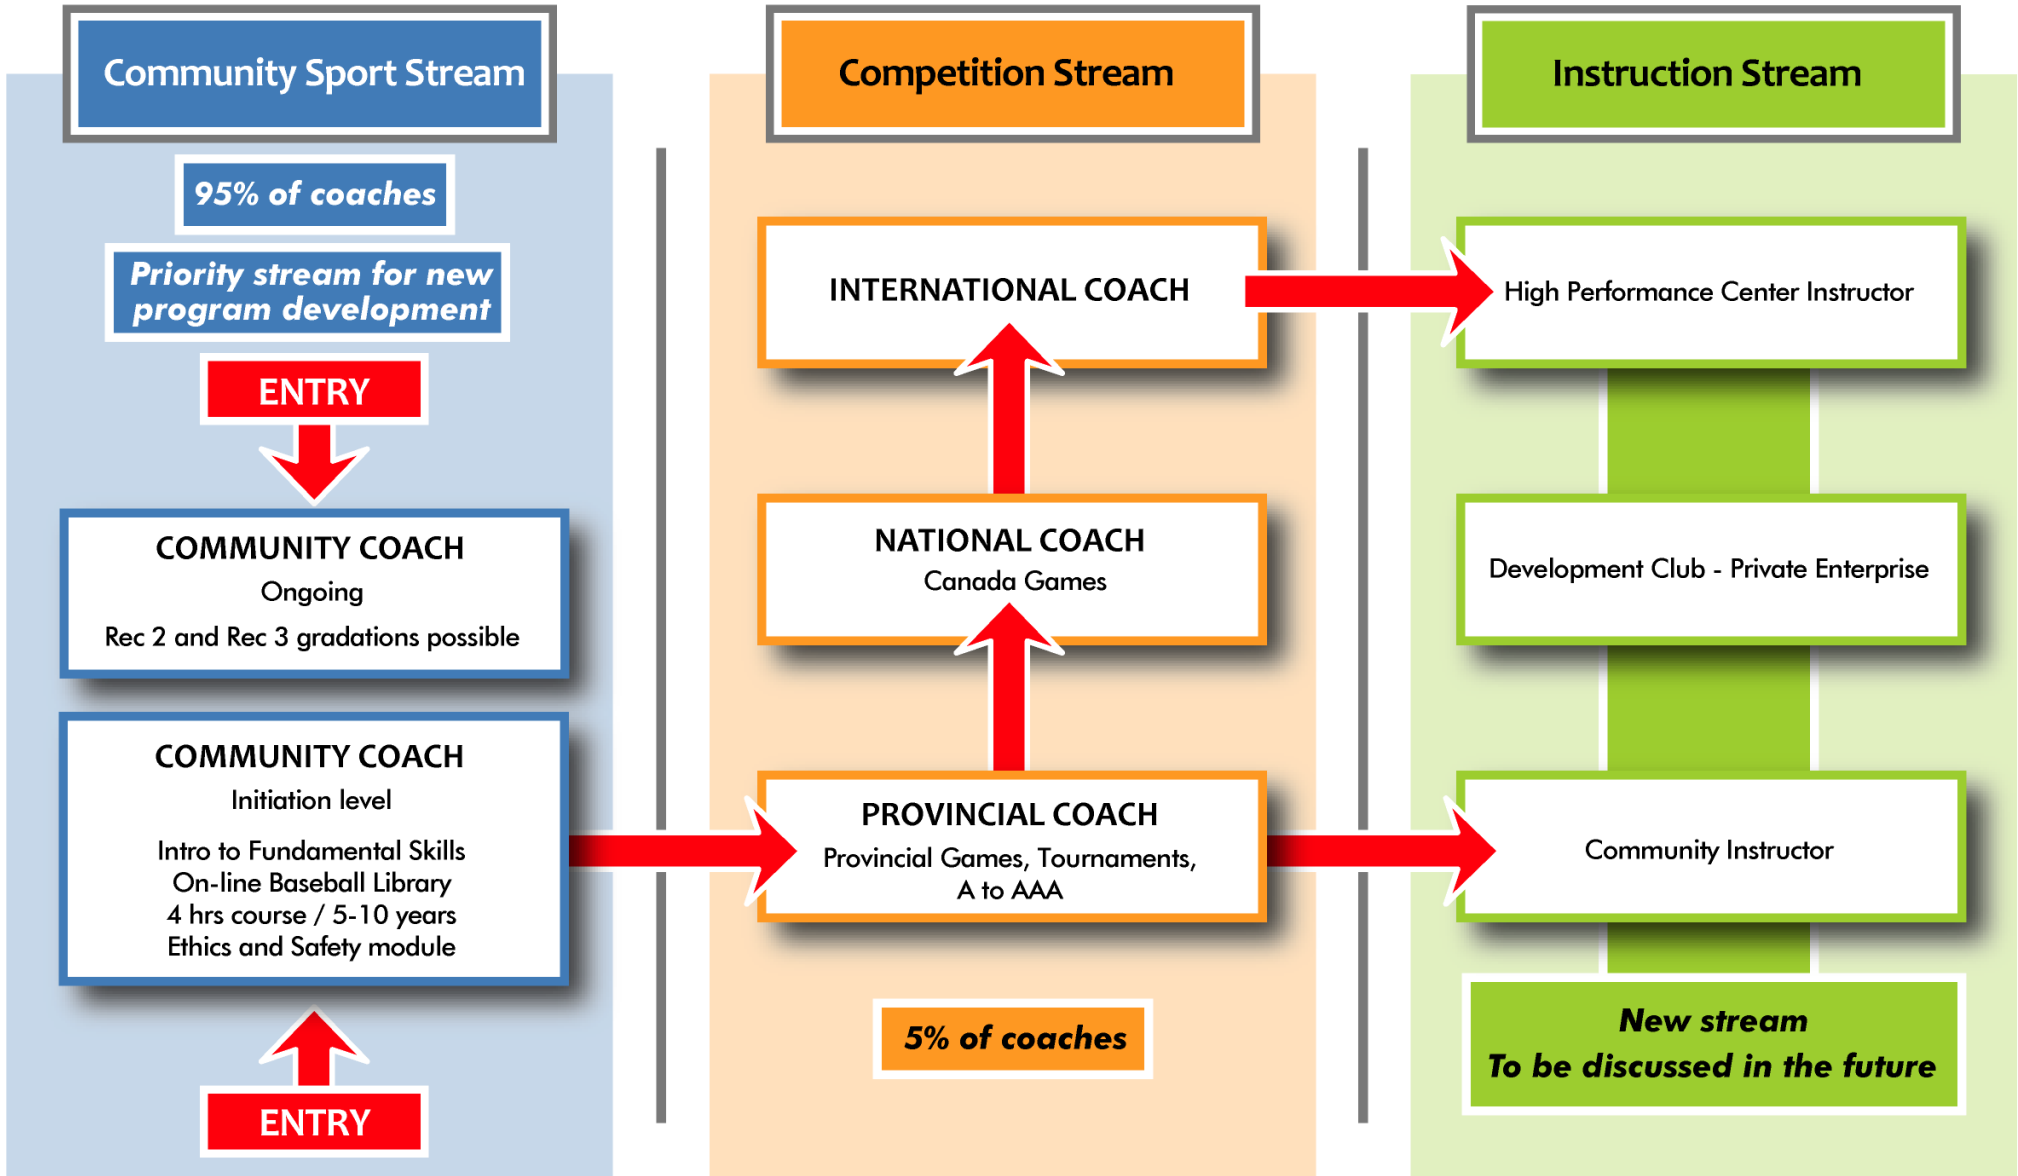 Community Sport Stream
95% of coaches
Priority stream for new
program development
ENTRY
COMMUNITY COACH
Ongoing
Rec 2 and Rec 3 gradations possible
COMMUNITY COACH
Initiation level
Intro to Fundamental Skills
On-line Baseball Library
4 hrs course / 5-10 years
Ethics and Safety module
ENTRY
Competition Stream
INTERNATIONAL COACH
NATIONAL COACH
Canada Games
PROVINCIAL COACH
Provincial Games, Tournaments,
A to AAA
5% of coaches
Instruction Stream
High Performance Center Instructor
Development Club - Private Enterprise
Community Instructor
New stream
To be discussed in the future